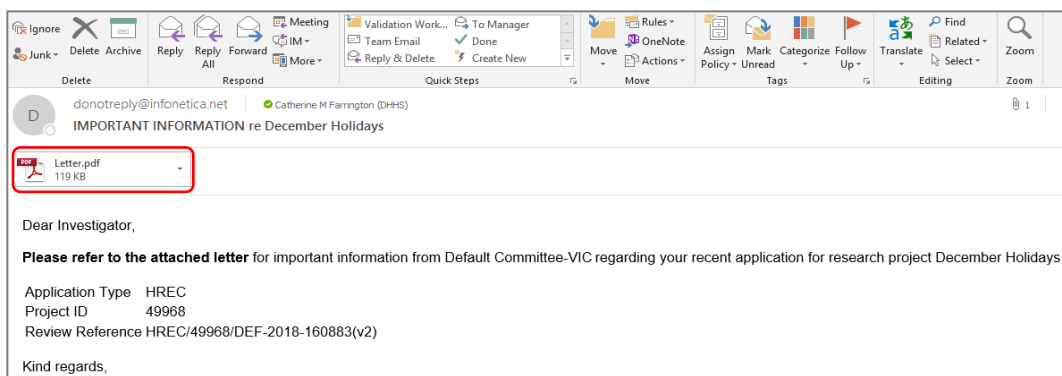 Ignore
Junk
Delete
Archive
Reply
Reply All
Forward
Meeting
IM
More
Validation Work...
To Manager
Team Email
Done
Reply & Delete
Create New
Move
Rules
OneNote
Actions
Assign Policy
Mark Unread
Categorize
Follow Up
Translate
Find
Related
Select
Zoom
Delete
Respond
Quick Steps
Move
Tags
Editing
Zoom
D
donotreply@infonetica.net
Catherine M Farrington (DHHS)
1
IMPORTANT INFORMATION re December Holidays
PDF
Letter.pdf
119 KB
Dear Investigator,
Please refer to the attached letter for important information from Default Committee-VIC regarding your recent application for research project December Holidays
Application Type HREC
Project ID 49968
Review Reference HREC/49968/DEF-2018-160883(v2)
Kind regards,